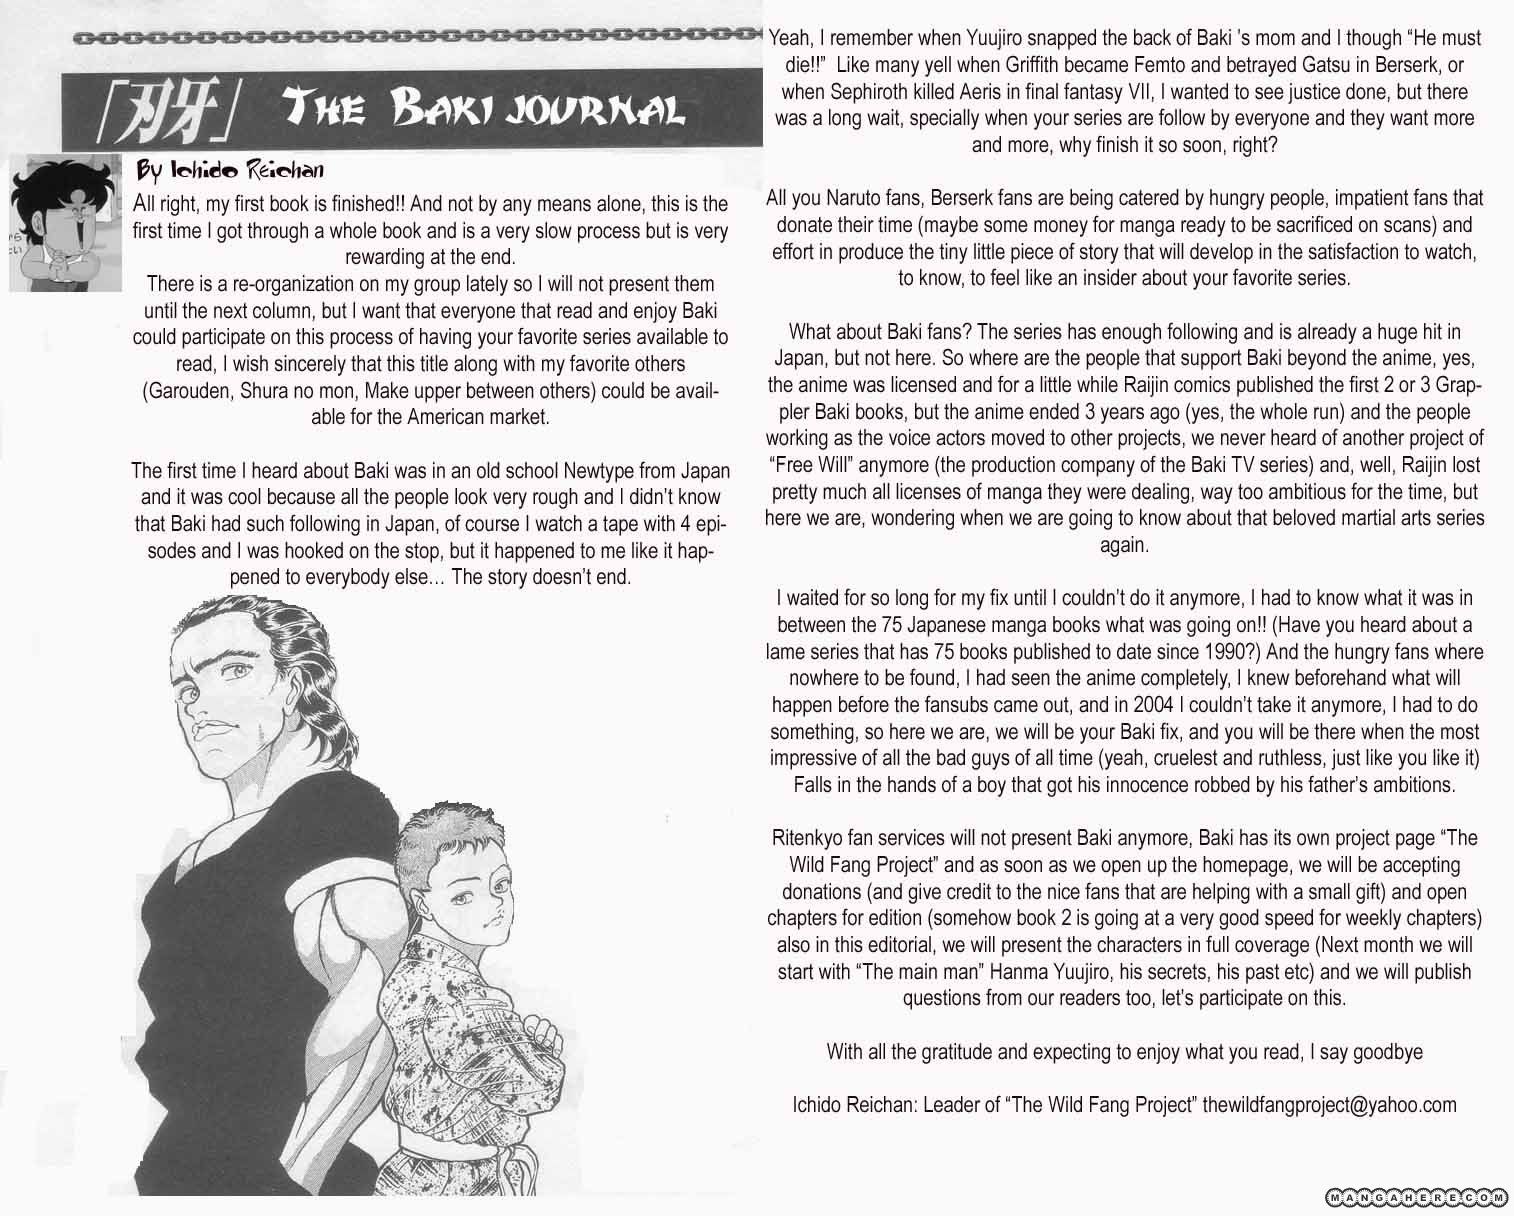 「刃牙」 THE BAKI JOURNAL
By Ichido Reichan
All right, my first book is finished!! And not by any means alone, this is the
first time I got through a whole book and is a very slow process but is very
rewarding at the end.
There is a re-organization on my group lately so I will not present them
until the next column, but I want that everyone that read and enjoy Baki
could participate on this process of having your favorite series available to
read, I wish sincerely that this title along with my favorite others
(Garouden, Shura no mon, Make upper between others) could be avail-
able for the American market.
The first time I heard about Baki was in an old school Newtype from Japan
and it was cool because all the people look very rough and I didn't know
that Baki had such following in Japan, of course I watch a tape with 4 epi-
sodes and I was hooked on the stop, but it happened to me like it hap-
pened to everybody else… The story doesn't end.
Yeah, I remember when Yuujiro snapped the back of Baki 's mom and I though “He must
die!!” Like many yell when Griffith became Femto and betrayed Gatsu in Berserk, or
when Sephiroth killed Aeris in final fantasy VII, I wanted to see justice done, but there
was a long wait, specially when your series are follow by everyone and they want more
and more, why finish it so soon, right?
All you Naruto fans, Berserk fans are being catered by hungry people, impatient fans that
donate their time (maybe some money for manga ready to be sacrificed on scans) and
effort in produce the tiny little piece of story that will develop in the satisfaction to watch,
to know, to feel like an insider about your favorite series.
What about Baki fans? The series has enough following and is already a huge hit in
Japan, but not here. So where are the people that support Baki beyond the anime, yes,
the anime was licensed and for a little while Raijin comics published the first 2 or 3 Grap-
pler Baki books, but the anime ended 3 years ago (yes, the whole run) and the people
working as the voice actors moved to other projects, we never heard of another project of
“Free Will” anymore (the production company of the Baki TV series) and, well, Raijin lost
pretty much all licenses of manga they were dealing, way too ambitious for the time, but
here we are, wondering when we are going to know about that beloved martial arts series
again.
I waited for so long for my fix until I couldn't do it anymore, I had to know what it was in
between the 75 Japanese manga books what was going on!! (Have you heard about a
lame series that has 75 books published to date since 1990?) And the hungry fans where
nowhere to be found, I had seen the anime completely, I knew beforehand what will
happen before the fansubs came out, and in 2004 I couldn't take it anymore, I had to do
something, so here we are, we will be your Baki fix, and you will be there when the most
impressive of all the bad guys of all time (yeah, cruelest and ruthless, just like you like it)
Falls in the hands of a boy that got his innocence robbed by his father's ambitions.
Ritenkyo fan services will not present Baki anymore, Baki has its own project page “The
Wild Fang Project” and as soon as we open up the homepage, we will be accepting
donations (and give credit to the nice fans that are helping with a small gift) and open
chapters for edition (somehow book 2 is going at a very good speed for weekly chapters)
also in this editorial, we will present the characters in full coverage (Next month we will
start with “The main man” Hanma Yuujiro, his secrets, his past etc) and we will publish
questions from our readers too, let's participate on this.
With all the gratitude and expecting to enjoy what you read, I say goodbye
Ichido Reichan: Leader of “The Wild Fang Project” thewildfangproject@yahoo.com
MANGAHERE.COM